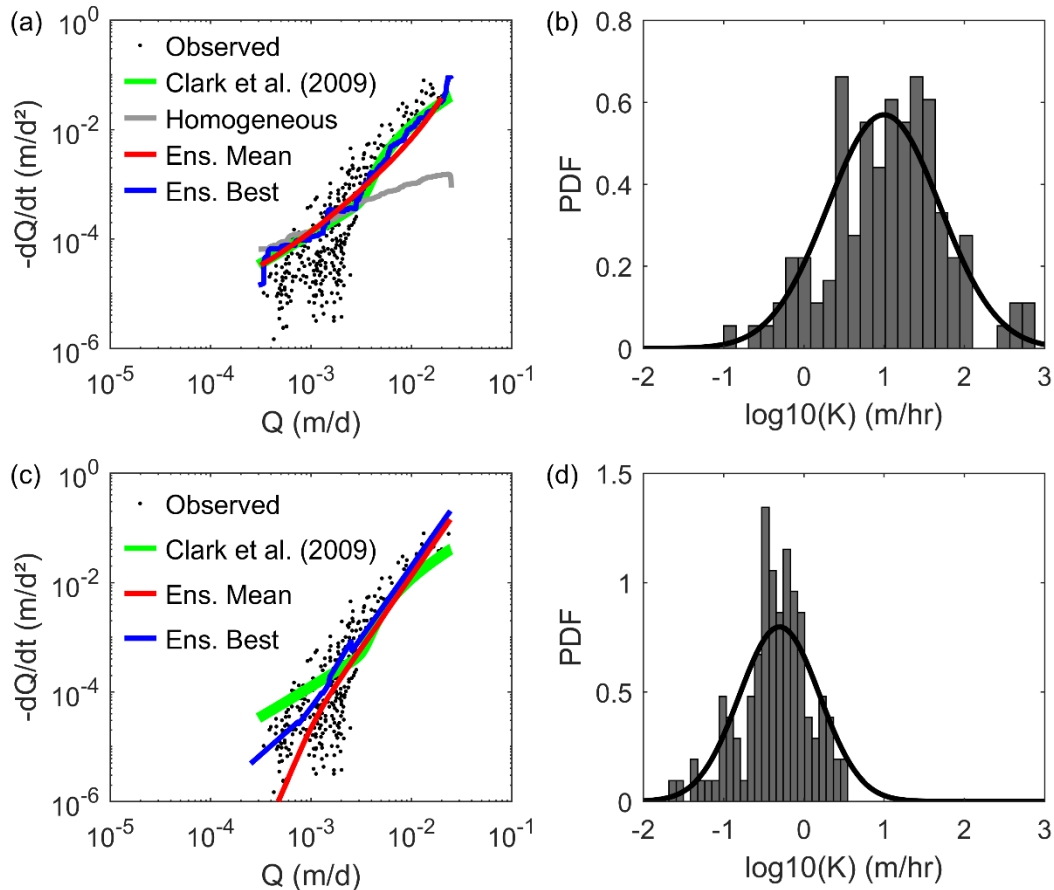 (a)
10⁰
10⁻²
10⁻⁴
10⁻⁶
-dQ/dt (m/d²)
Observed
Clark et al. (2009)
Homogeneous
Ens. Mean
Ens. Best
10⁻⁵
10⁻⁴
10⁻³
10⁻²
10⁻¹
Q (m/d)
(b)
0.8
0.6
0.4
0.2
0
PDF
-2
-1
0
1
2
3
log10(K) (m/hr)
(c)
10⁰
10⁻²
10⁻⁴
10⁻⁶
-dQ/dt (m/d²)
Observed
Clark et al. (2009)
Ens. Mean
Ens. Best
10⁻⁵
10⁻⁴
10⁻³
10⁻²
10⁻¹
Q (m/d)
(d)
1.5
1
0.5
0
PDF
-2
-1
0
1
2
3
log10(K) (m/hr)